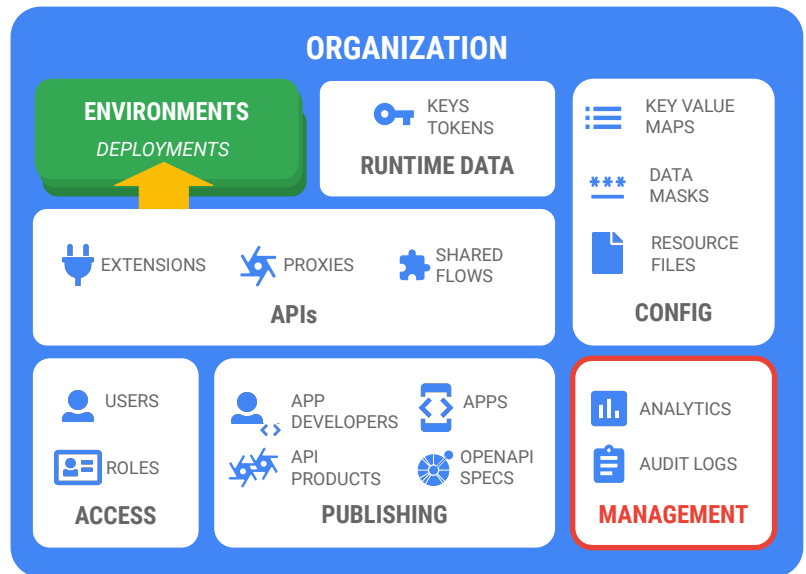 ORGANIZATION
ENVIRONMENTS
DEPLOYMENTS
KEYS
TOKENS
RUNTIME DATA
KEY VALUE
MAPS
***
DATA
MASKS
RESOURCE
FILES
CONFIG
EXTENSIONS
PROXIES
SHARED
FLOWS
APIs
USERS
ROLES
ACCESS
APP
DEVELOPERS
APPS
API
PRODUCTS
OPENAPI
SPECS
PUBLISHING
ANALYTICS
AUDIT LOGS
MANAGEMENT